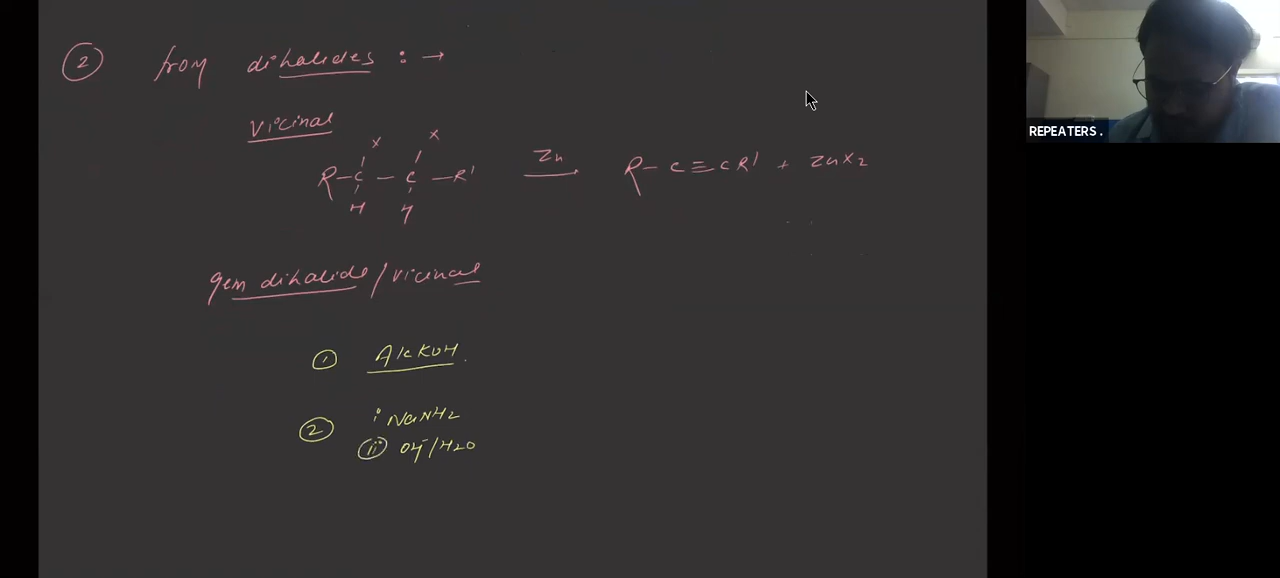 ② from dihalides : →
vicinal
X X
R-C-C-R' Zn R-C≡CR' + ZnX2
H H
gem dihalide/vicinal
① Alc KOH.
② i NaNH2
ii OH⁻/H2O
REPEATERS .